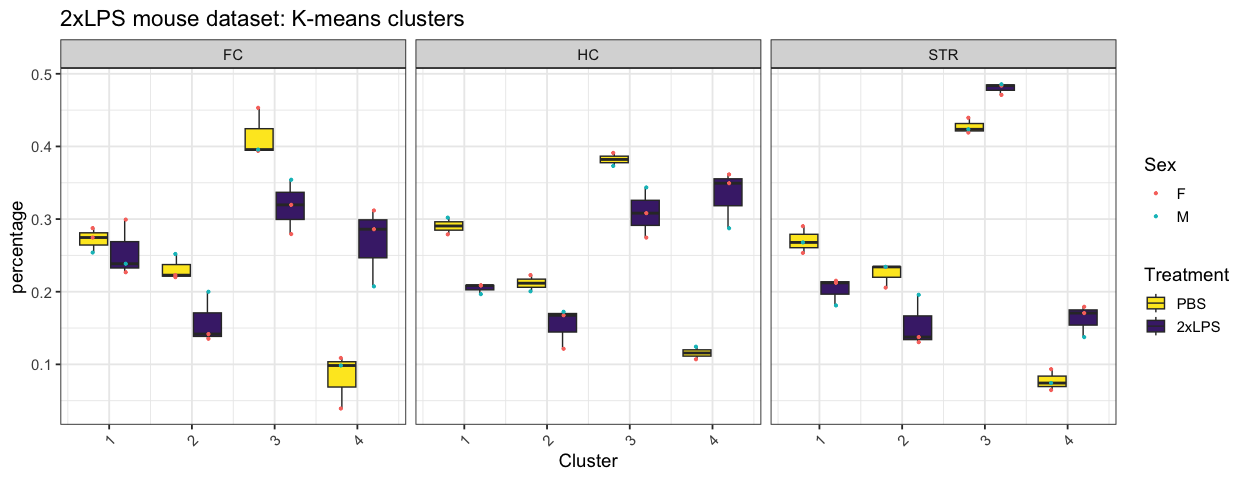 2xLPS mouse dataset: K-means clusters
FC HC STR
0.5
0.4
0.3
0.2
0.1
percentage
1 2 3 4 1 2 3 4 1 2 3 4
Cluster
Sex
F
M
Treatment
PBS
2xLPS